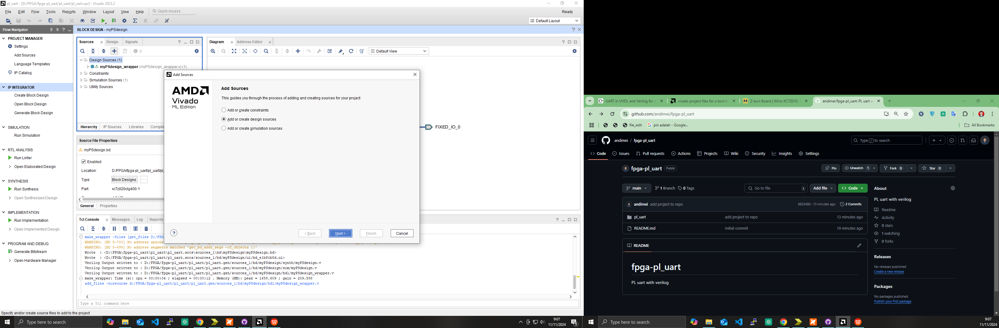 pl_uart - [D:/FPGA/fpga-pl_uart/pl_uart/pl_uart.xpr] - Vivado 2023.2
File Edit Flow Tools Reports Window Layout View Help Quick Access
Ready
Default Layout
Flow Navigator
PROJECT MANAGER
Settings
Add Sources
Language Templates
IP Catalog
IP INTEGRATOR
Create Block Design
Open Block Design
Generate Block Design
SIMULATION
Run Simulation
RTL ANALYSIS
Run Linter
Open Elaborated Design
SYNTHESIS
Run Synthesis
Open Synthesized Design
IMPLEMENTATION
Run Implementation
Open Implemented Design
PROGRAM AND DEBUG
Generate Bitstream
Open Hardware Manager
BLOCK DESIGN - myPSdesign
Sources Design Signals
0
Design Sources (1)
myPSdesign_wrapper (myPSdesign_wrapper.v) (1)
Constraints
Simulation Sources (1)
Utility Sources
Hierarchy IP Sources Libraries Compile
Source File Properties
myPSdesign.bd
Enabled
Location: D:/FPGA/fpga-pl_uart/pl_uart/pl_
Type: Block Designs
Part: xc7z020clg400-1
General Properties
Diagram Address Editor
Default View
FIXED_IO_0
Add Sources
AMD
Vivado
ML Edition
Add Sources
This guides you through the process of adding and creating sources for your project
Add or create constraints
Add or create design sources
Add or create simulation sources
< Back Next > Finish Cancel
Tcl Console Messages Log Reports
make_wrapper -files [get_files D:/FPG
WARNING: [BD 5-700] No address spaces
WARNING: [BD 5-699] No address segments matched 'get_bd_addr_segs -of_objects {}'
Wrote : <D:\FPGA\fpga-pl_uart\pl_uart\pl_uart.srcs\sources_1\bd\myPSdesign\myPSdesign.bd>
Wrote : <D:/FPGA/fpga-pl_uart/pl_uart/pl_uart.srcs/sources_1/bd/myPSdesign/ui/bd_e1bfcb8d.ui>
Verilog Output written to : D:/FPGA/fpga-pl_uart/pl_uart/pl_uart.gen/sources_1/bd/myPSdesign/synth/myPSdesign.v
Verilog Output written to : D:/FPGA/fpga-pl_uart/pl_uart/pl_uart.gen/sources_1/bd/myPSdesign/sim/myPSdesign.v
Verilog Output written to : D:/FPGA/fpga-pl_uart/pl_uart/pl_uart.gen/sources_1/bd/myPSdesign/hdl/myPSdesign_wrapper.v
make_wrapper: Time (s): cpu = 00:00:04 ; elapsed = 00:00:12 . Memory (MB): peak = 1688.609 ; gain = 209.598
add_files -norecurse d:/FPGA/fpga-pl_uart/pl_uart/pl_uart.gen/sources_1/bd/myPSdesign/hdl/myPSdesign_wrapper.v
Type a Tcl command here
Specify and/or create source files to add to the project
Type here to search
9:07
11/11/2024
5
UART in VHDL and Verilog for a
vivado project files for z-turn b
Z-turn Board | Xilinx XC7Z010,
andimei/fpga-pl_uart: PL uart w
github.com/andimei/fpga-pl_uart
file_edit pin adalah - Google... All Bookmarks
andimei / fpga-pl_uart
Type / to search
Code Issues Pull requests Actions Projects Wiki Security Insights Settings
fpga-pl_uart Public
Pin Unwatch 1 Fork 0 Star 0
main 1 Branch 0 Tags Go to file t Add file Code
andimei add project to repo 8833480 · 13 minutes ago 2 Commits
pl_uart add project to repo 13 minutes ago
README.md Initial commit 19 minutes ago
README
fpga-pl_uart
PL uart with verilog
About
PL uart with verilog
Readme
Activity
0 stars
1 watching
0 forks
Releases
No releases published
Create a new release
Packages
No packages published
Publish your first package
Type here to search
9:07
11/11/2024